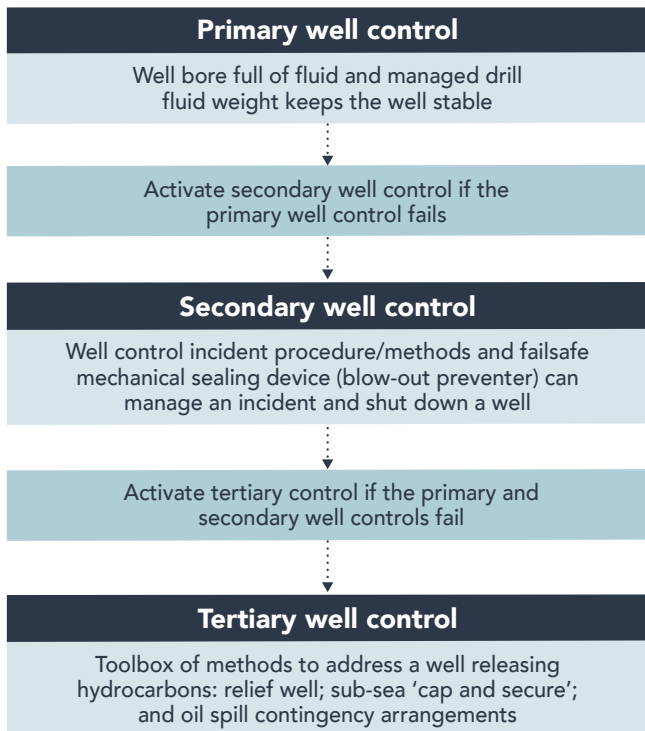 Primary well control
Well bore full of fluid and managed drill
fluid weight keeps the well stable
Activate secondary well control if the
primary well control fails
Secondary well control
Well control incident procedure/methods and failsafe
mechanical sealing device (blow-out preventer) can
manage an incident and shut down a well
Activate tertiary control if the primary and
secondary well controls fail
Tertiary well control
Toolbox of methods to address a well releasing
hydrocarbons: relief well; sub-sea ‘cap and secure’;
and oil spill contingency arrangements